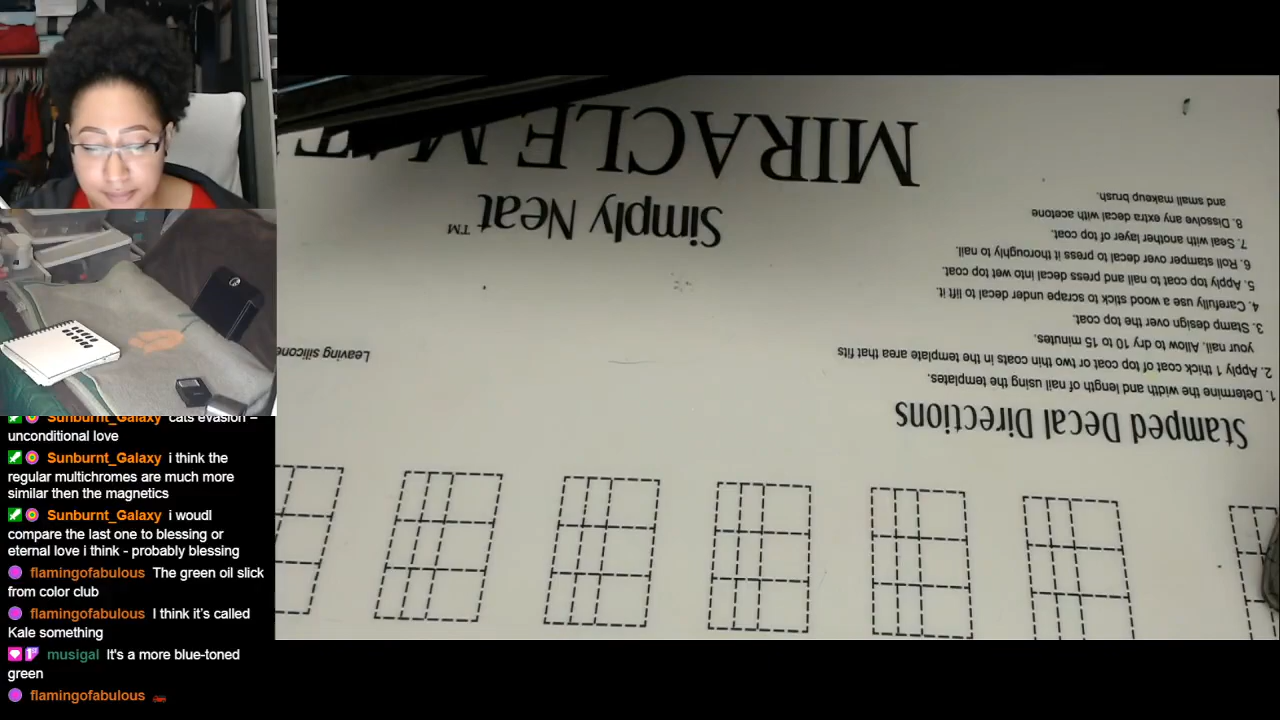 Sunburnt_Galaxy cats evasion –
unconditional love
Sunburnt_Galaxy i think the
regular multichromes are much more
similar then the magnetics
Sunburnt_Galaxy i woudl
compare the last one to blessing or
eternal love i think - probably blessing
flamingofabulous The green oil slick
from color club
flamingofabulous I think it's called
Kale something
musigal It's a more blue-toned
green
flamingofabulous
Stamped Decal Directions
1. Determine the width and length of nail using the templates.
2. Apply 1 thick coat of top coat or two thin coats in the template area that fits
your nail. Allow to dry 10 to 15 minutes.
3. Stamp design over the top coat.
4. Carefully use a wood stick to scrape under decal to lift it.
5. Apply top coat to nail and press decal into wet top coat.
6. Roll stamper over decal to press it thoroughly to nail.
7. Seal with another layer of top coat.
8. Dissolve any extra decal with acetone
and small makeup brush.
Leaving silicone
Simply Neat™
MIRACLE MAT